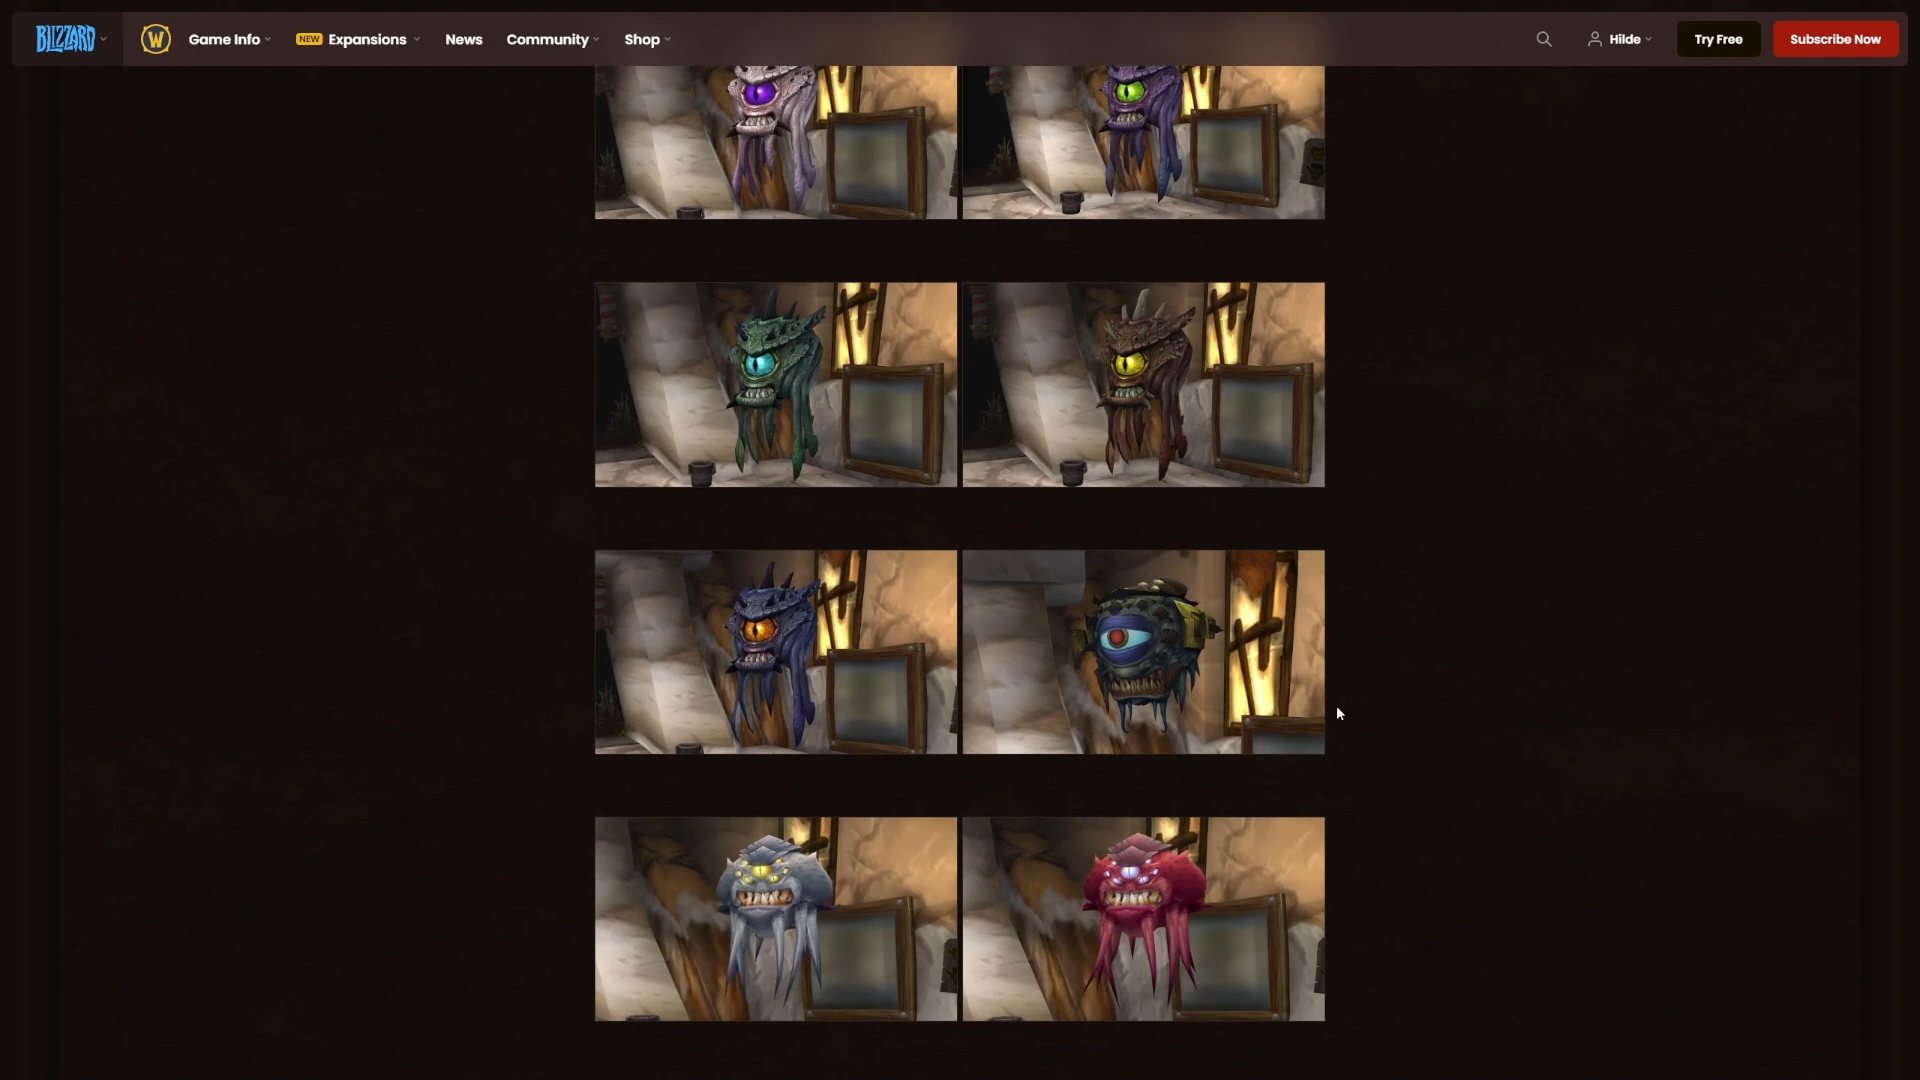 BLIZZARD
W
Game Info
NEW Expansions
News
Community
Shop
Hilde
Try Free
Subscribe Now